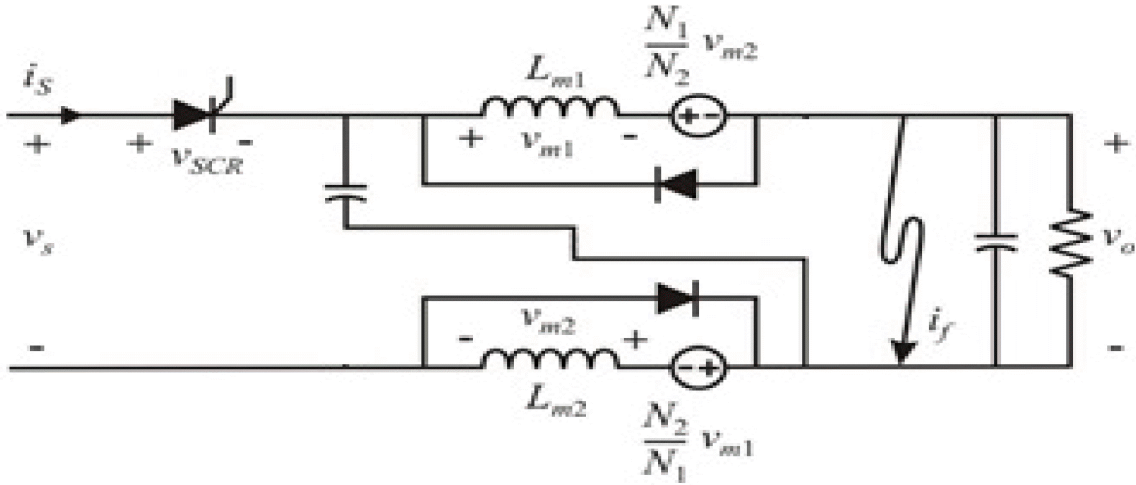 N1/N2 vm2
iS
Lm1
+ -
+ + - + vm1 - +
vSCR
vs vo
vm2
- - + if -
Lm2
- +
N2/N1 vm1